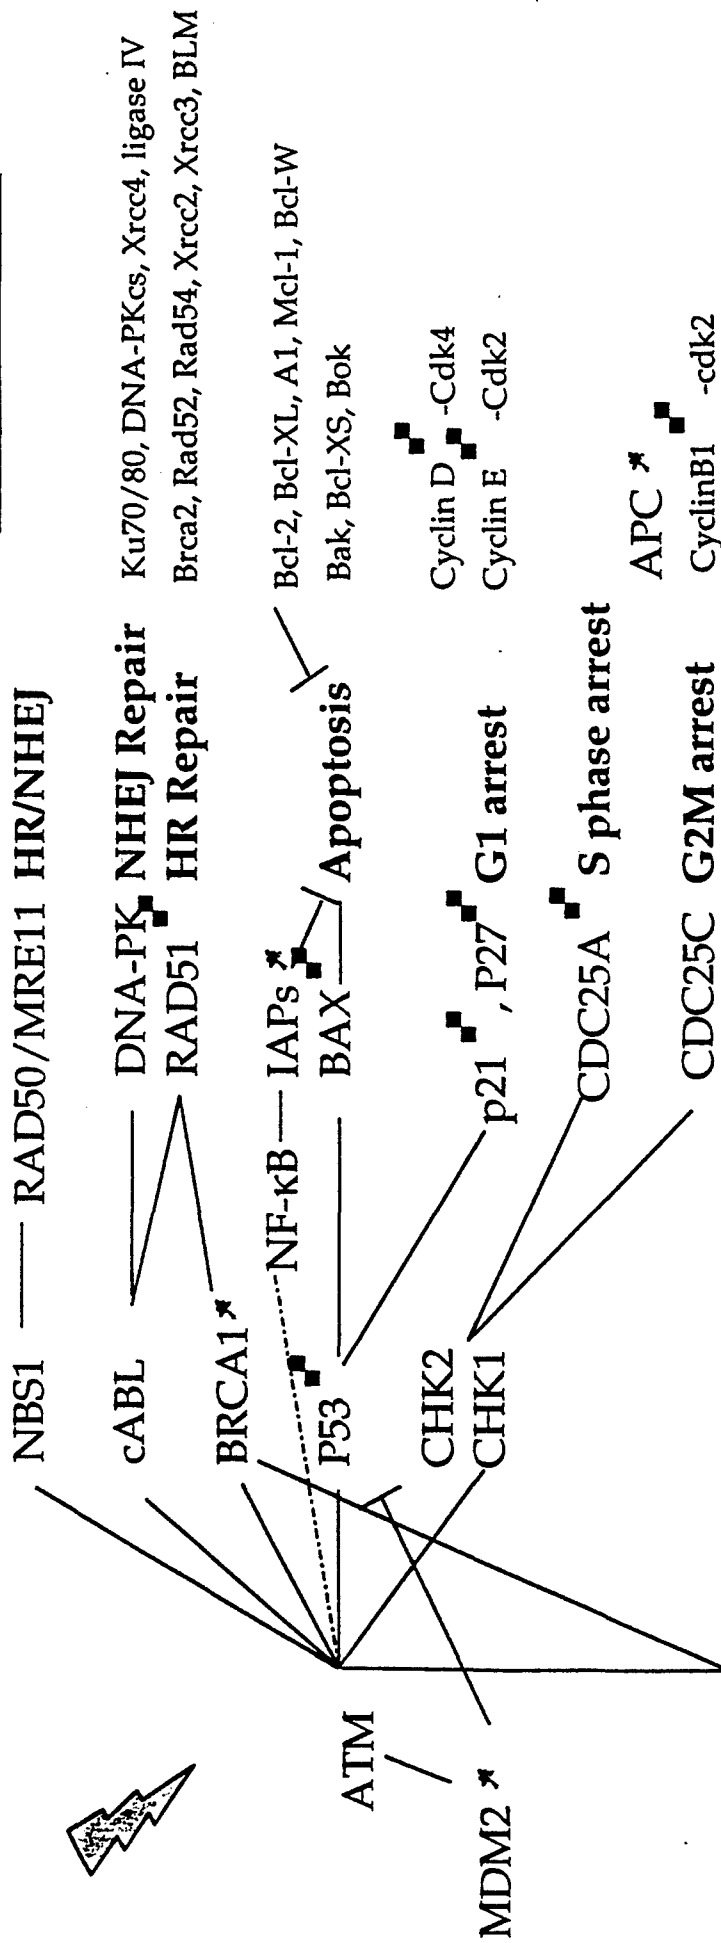 NBS1 RAD50/MRE11 HR/NHEJ
cABL DNA-PK NHEJ Repair Ku70/80, DNA-PKcs, Xrcc4, ligase IV
RAD51 HR Repair Brca2, Rad52, Rad54, Xrcc2, Xrcc3, BLM
BRCA1
NF-κB IAPs Bcl-2, Bcl-XL, A1, Mcl-1, Bcl-W
ATM P53 BAX Apoptosis Bak, Bcl-XS, Bok
CHK2 Cyclin D -Cdk4
MDM2 CHK1 p21 , P27 G1 arrest Cyclin E -Cdk2
CDC25A S phase arrest
APC
CDC25C G2M arrest CyclinB1 -cdk2